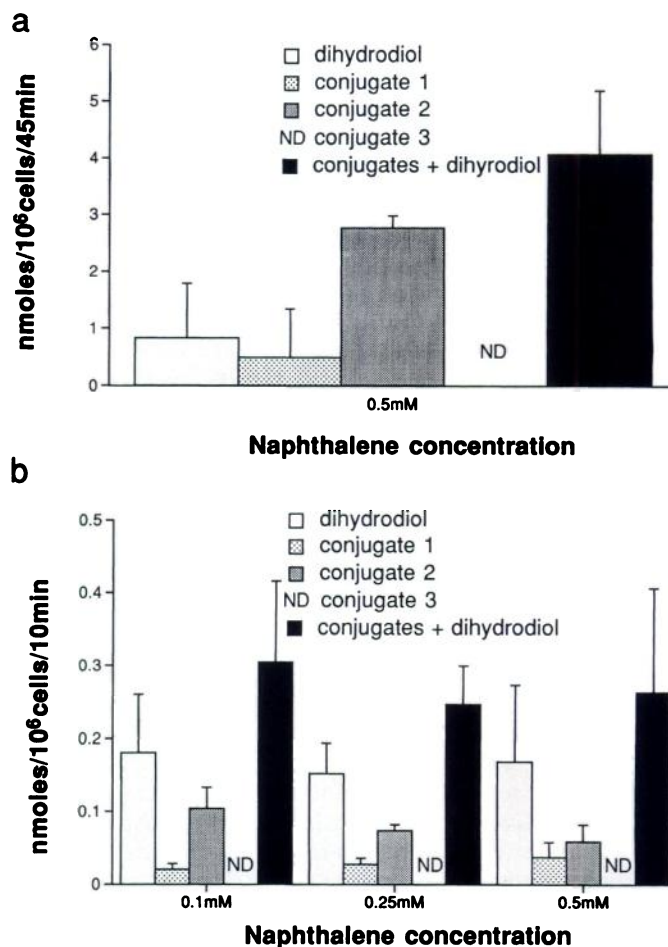 a
nmoles/10⁶cells/45min
6
5
4
3
2
1
0
dihydrodiol
conjugate 1
conjugate 2
ND conjugate 3
conjugates + dihyrodiol
ND
0.5mM
Naphthalene concentration
b
nmoles/10⁶cells/10min
0.5
0.4
0.3
0.2
0.1
0
dihydrodiol
conjugate 1
conjugate 2
ND conjugate 3
conjugates + dihydrodiol
ND
ND
ND
0.1mM
0.25mM
0.5mM
Naphthalene concentration